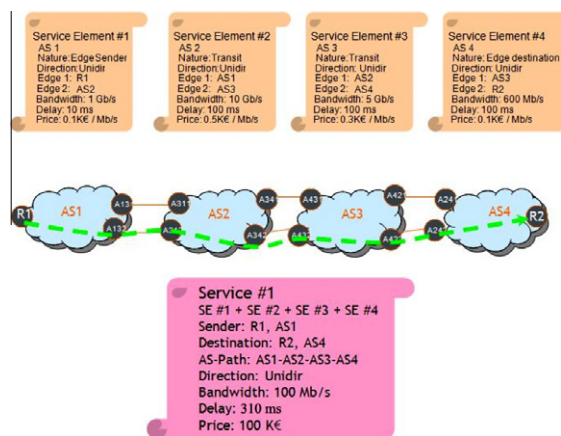 Service Element #1
AS 1
Nature:EdgeSender
Direction:Unidir
Edge 1: R1
Edge 2: AS2
Bandwidth: 1 Gb/s
Delay: 10 ms
Price: 0.1K€ / Mb/s
Service Element #2
AS 2
Nature:Transit
Direction:Unidir
Edge 1: AS1
Edge 2: AS3
Bandwidth: 10 Gb/s
Delay: 100 ms
Price: 0.5K€ / Mb/s
Service Element #3
AS 3
Nature:Transit
Direction: Unidir
Edge 1: AS2
Edge 2: AS4
Bandwidth: 5 Gb/s
Delay: 100 ms
Price: 0.3K€ / Mb/s
Service Element #4
AS 4
Nature: Edge destination
Direction: Unidir
Edge 1: AS3
Edge 2: R2
Bandwidth: 600 Mb/s
Delay: 100 ms
Price: 0.1K€ / Mb/s
R1 AS1 AS2 AS3 AS4 R2
Service #1
SE #1 + SE #2 + SE #3 + SE #4
Sender: R1, AS1
Destination: R2, AS4
AS-Path: AS1-AS2-AS3-AS4
Direction: Unidir
Bandwidth: 100 Mb/s
Delay: 310 ms
Price: 100 K€